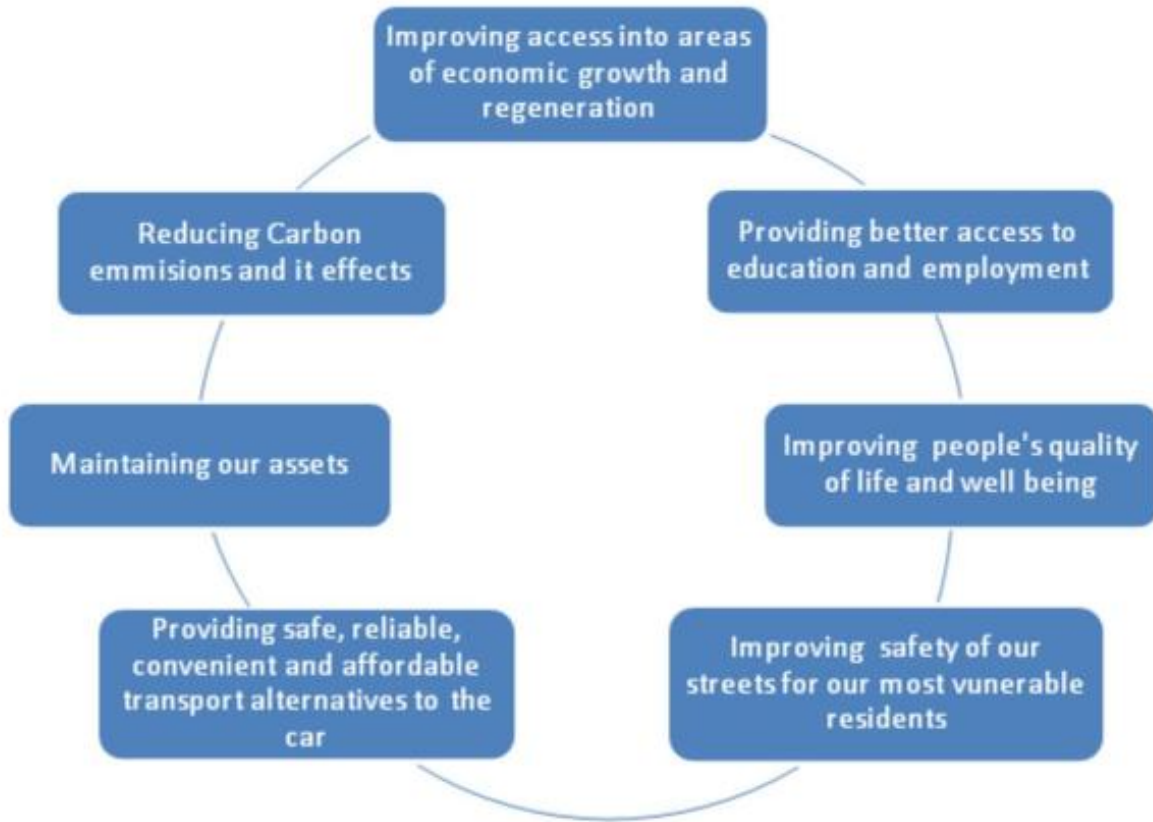 Improving access into areas
of economic growth and
regeneration
Reducing Carbon
emmisions and it effects
Providing better access to
education and employment
Maintaining our assets
Improving people's quality
of life and well being
Providing safe, reliable,
convenient and affordable
transport alternatives to the
car
Improving safety of our
streets for our most vunerable
residents